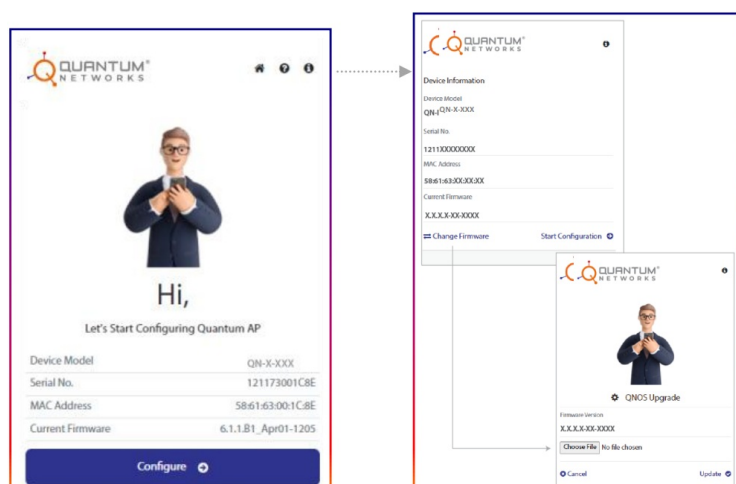 QUANTUM®
NETWORKS
Hi,
Let's Start Configuring Quantum AP
Device Model QN-X-XXX
Serial No. 121173001C8E
MAC Address 58:61:63:00:1C:8E
Current Firmware 6.1.1.B1_Apr01-1205
Configure
QUANTUM®
NETWORKS
Device Information
Device Model
QN-I QN-X-XXX
Serial No.
1211XXXXXXXX
MAC Address
58:61:63:XX:XX:XX
Current Firmware
X.X.X.X-XX-XXXX
Change Firmware Start Configuration
QUANTUM®
NETWORKS
QNOS Upgrade
Firmware Version
X.X.X.X-XX-XXXX
Choose File No file chosen
Cancel Update